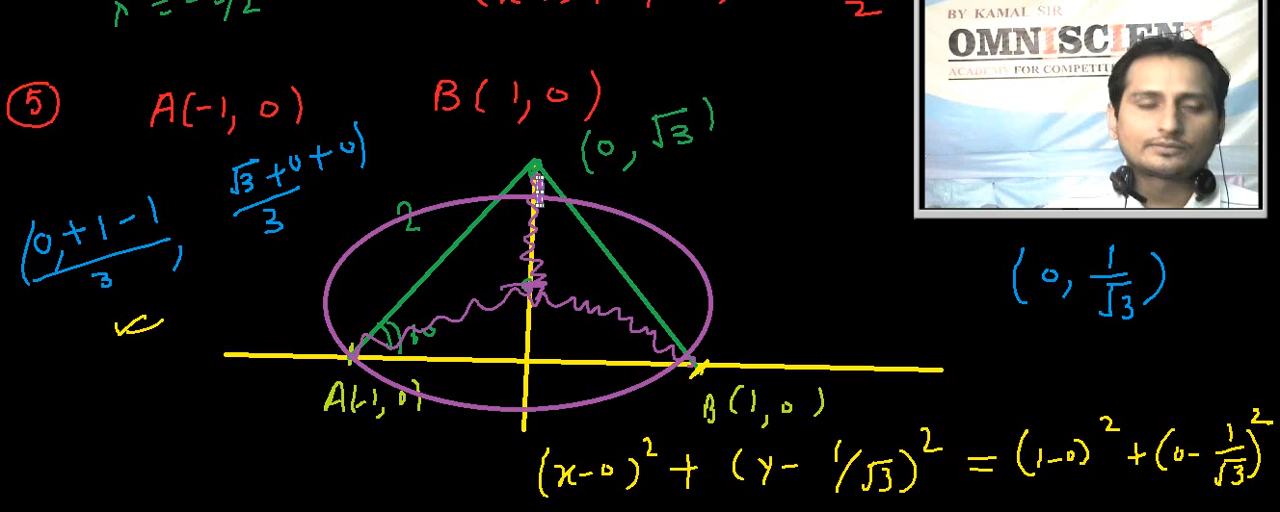 BY KAMAL SIR
OMNISCIENT
ACADEMY FOR COMPETITI
5 A(-1, 0) B(1, 0)
(0, √3)
(0+1-1)/3, (√3+0+0)/3)
2
60
(0, 1/√3)
A(-1, 0) B(1, 0)
(x-0)² + (y - 1/√3)² = (1-0)² + (0 - 1/√3)²